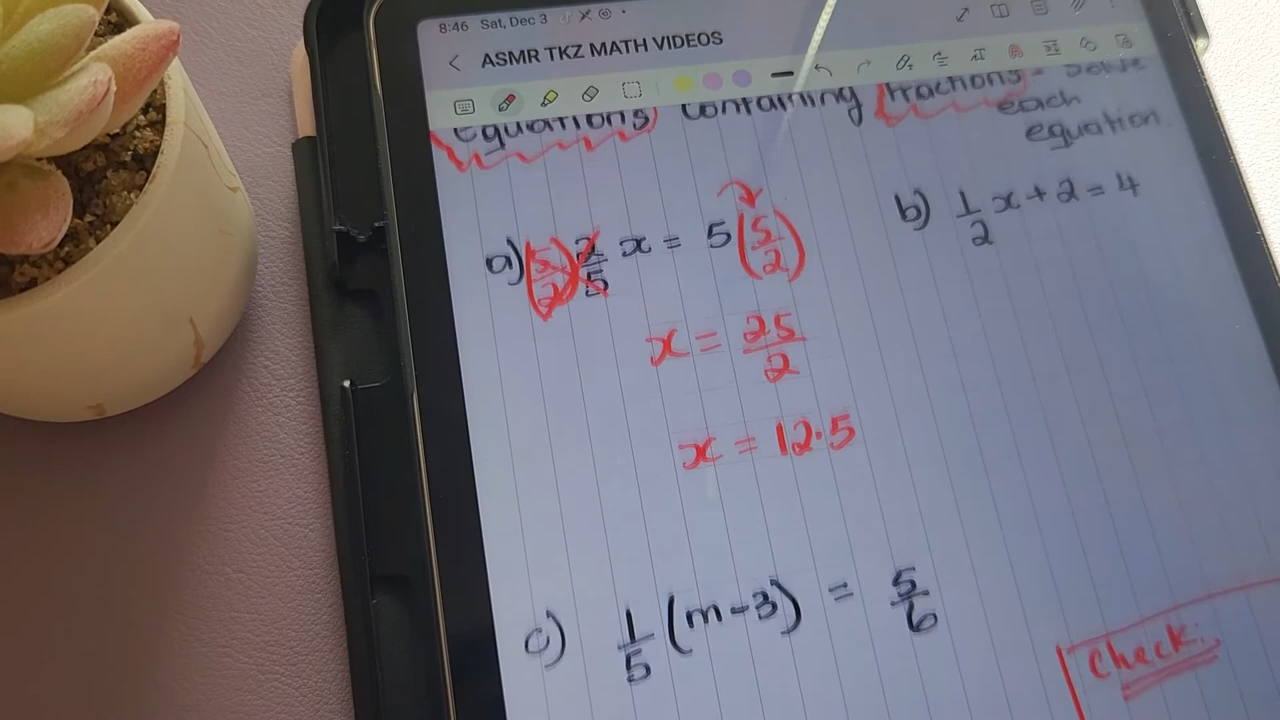 8:46 Sat, Dec 3
ASMR TKZ MATH VIDEOS
Equations containing fractions - Solve each equation.
a) (5/2) 2/5 x = 5 (5/2)
x = 25/2
x = 12.5
b) 1/2 x + 2 = 4
c) 1/5 (m - 3) = 5/6
Check.